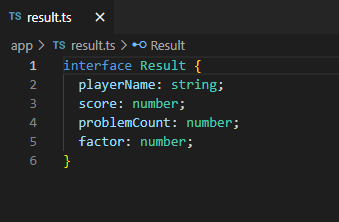 TS result.ts ×
app > TS result.ts > Result
1 interface Result {
2 playerName: string;
3 score: number;
4 problemCount: number;
5 factor: number;
6 }